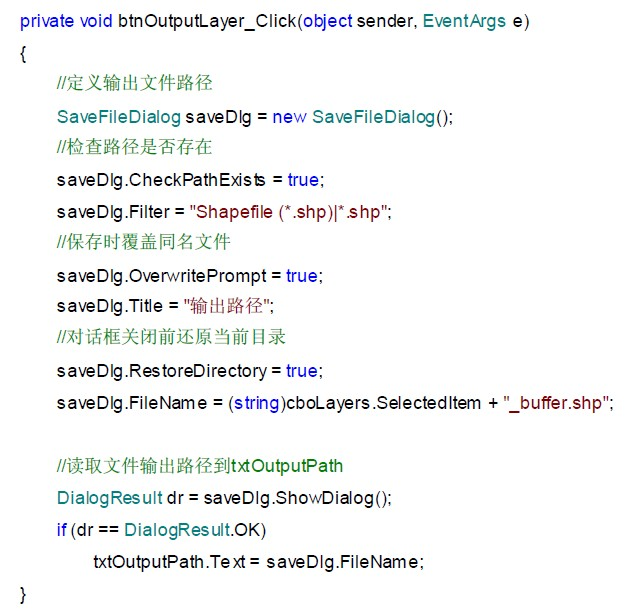 private void btnOutputLayer_Click(object sender, EventArgs e)
{
//定义输出文件路径
SaveFileDialog saveDlg = new SaveFileDialog();
//检查路径是否存在
saveDlg.CheckPathExists = true;
saveDlg.Filter = "Shapefile (*.shp)|*.shp";
//保存时覆盖同名文件
saveDlg.OverwritePrompt = true;
saveDlg.Title = "输出路径";
//对话框关闭前还原当前目录
saveDlg.RestoreDirectory = true;
saveDlg.FileName = (string)cboLayers.SelectedItem + "_buffer.shp";
//读取文件输出路径到txtOutputPath
DialogResult dr = saveDlg.ShowDialog();
if (dr == DialogResult.OK)
txtOutputPath.Text = saveDlg.FileName;
}